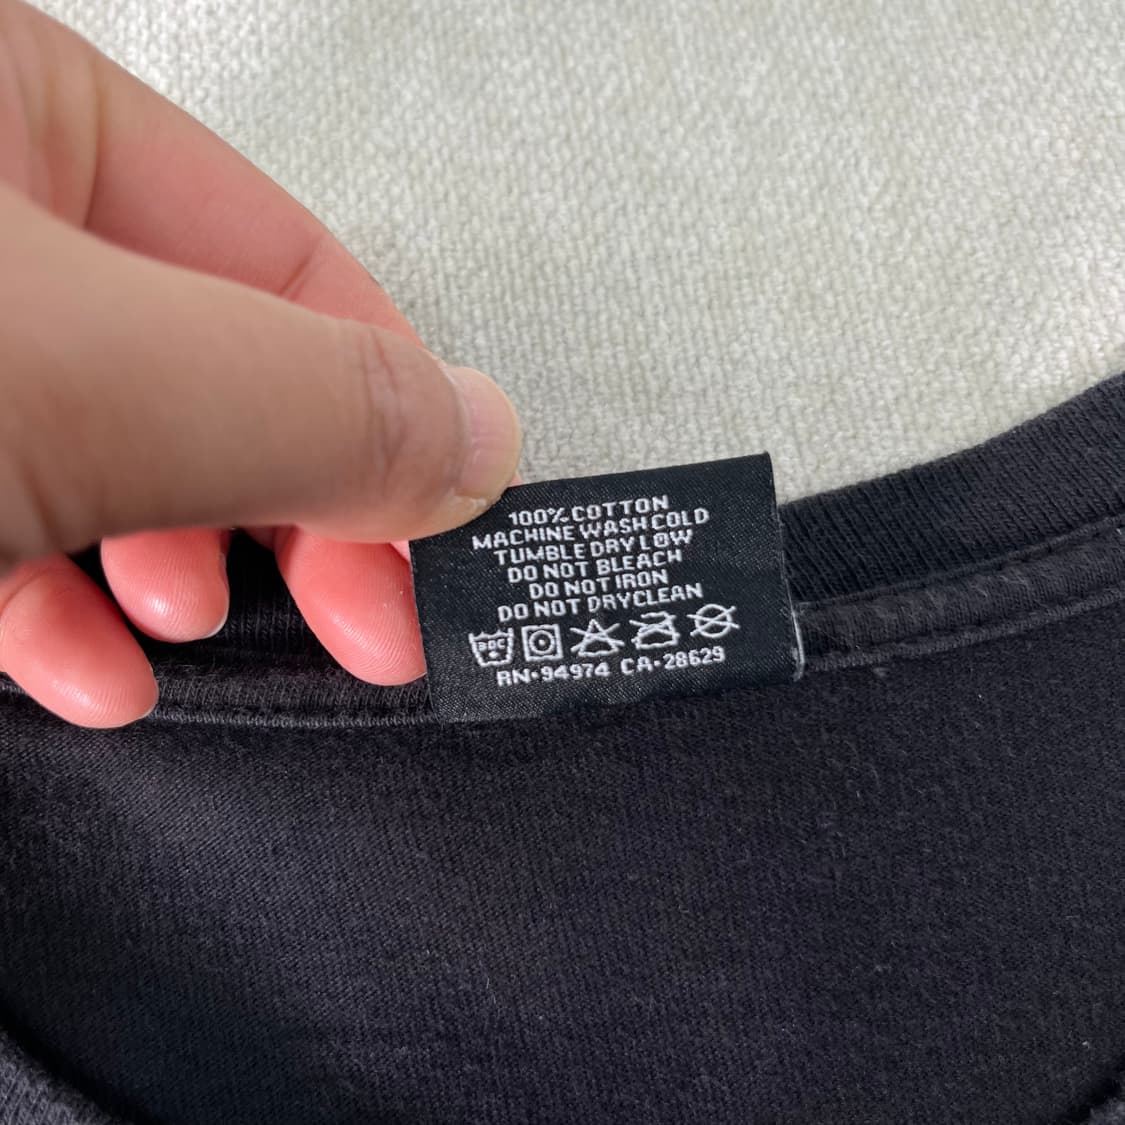 100% COTTON
MACHINE WASH COLD
TUMBLE DRY LOW
DO NOT BLEACH
DO NOT IRON
DO NOT DRYCLEAN
RN•94974 CA•28629